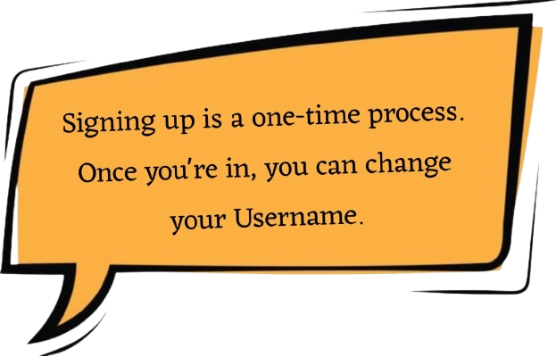 Signing up is a one-time process.
Once you're in, you can change
your Username.